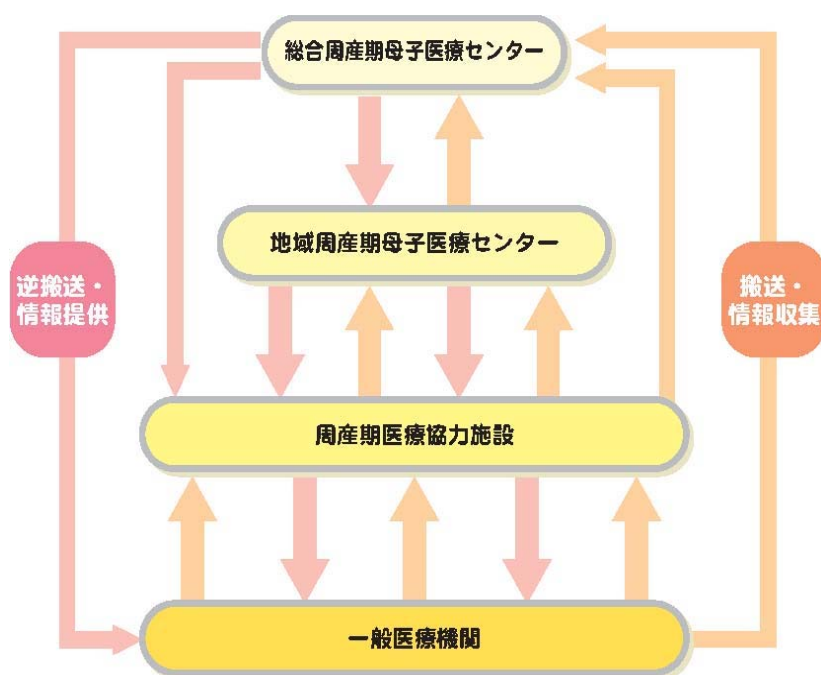 総合周産期母子医療センター
地域周産期母子医療センター
逆搬送・
情報提供
搬送・
情報収集
周産期医療協力施設
一般医療機関